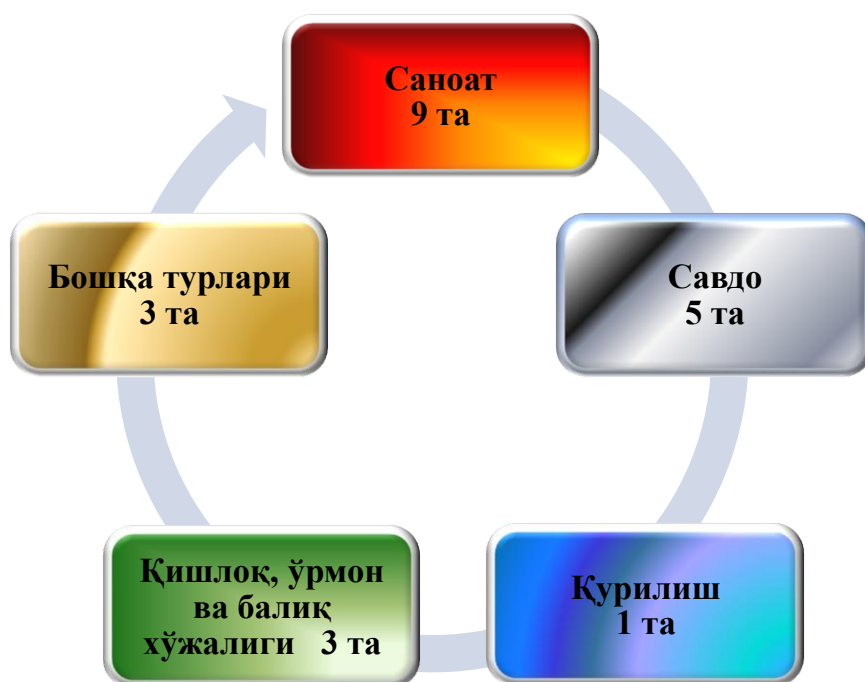 Саноат
9 та
Савдо
5 та
Қурилиш
1 та
Қишлоқ, ўрмон
ва балиқ
хўжалиги 3 та
Бошқа турлари
3 та